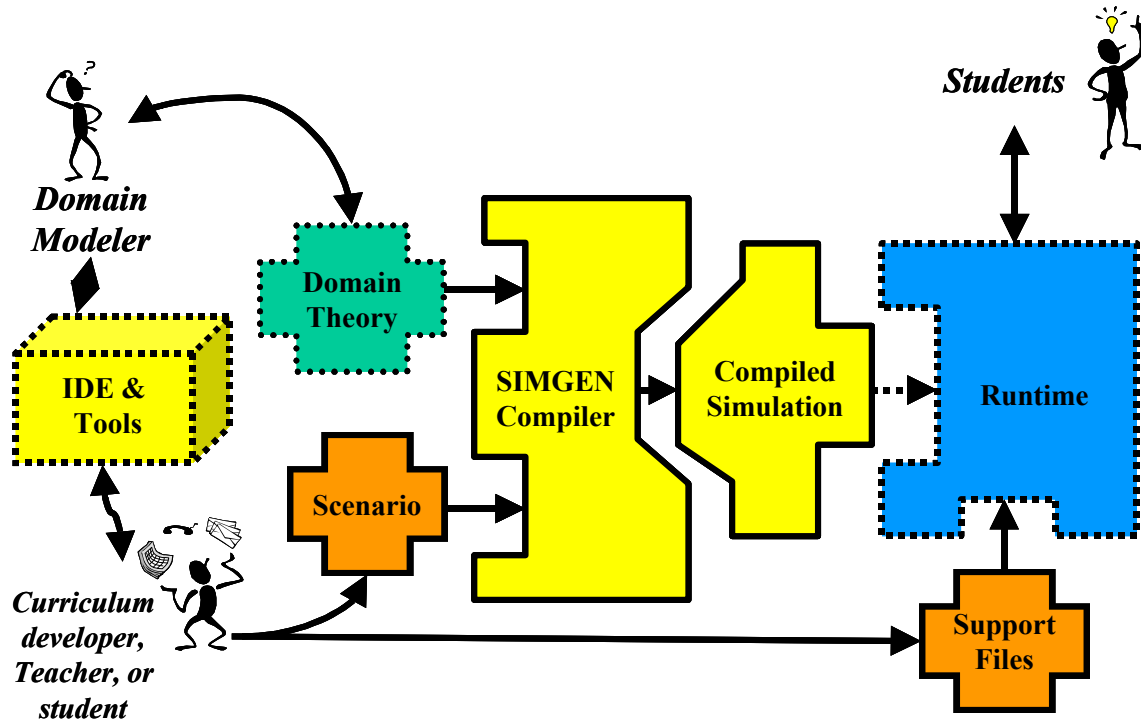 ?
Students
Domain
Modeler
Domain
Theory
IDE &
Tools
SIMGEN
Compiler
Compiled
Simulation
Runtime
Scenario
Curriculum
developer,
Teacher, or
student
Support
Files